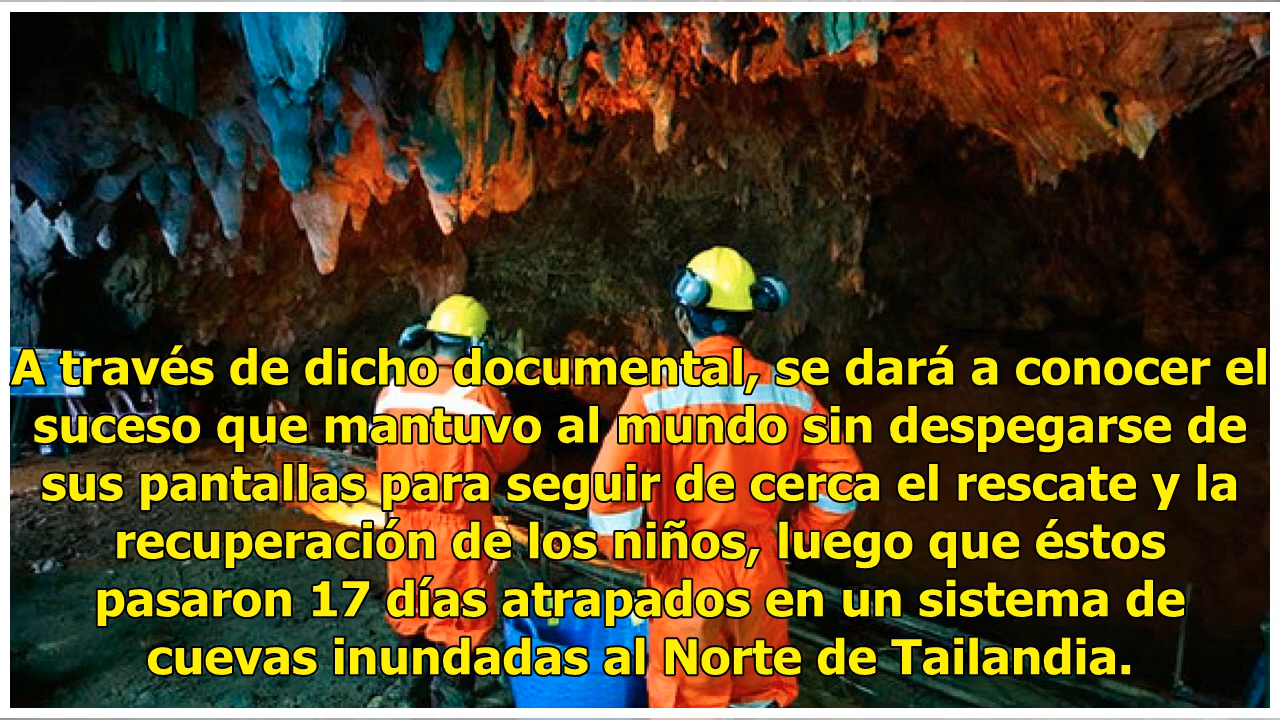 A través de dicho documental, se dará a conocer el
suceso que mantuvo al mundo sin despegarse de
sus pantallas para seguir de cerca el rescate y la
recuperación de los niños, luego que éstos
pasaron 17 días atrapados en un sistema de
cuevas inundadas al Norte de Tailandia.